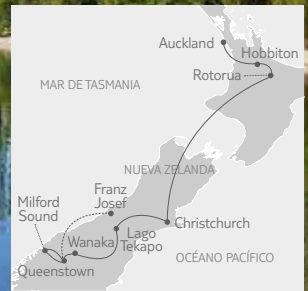 Auckland
Hobbiton
Rotorua
MAR DE TASMANIA
NUEVA ZELANDA
Franz
Josef
Milford
Sound
Christchurch
Lago
Tekapo
Wanaka
Queenstown
OCÉANO PACÍFICO